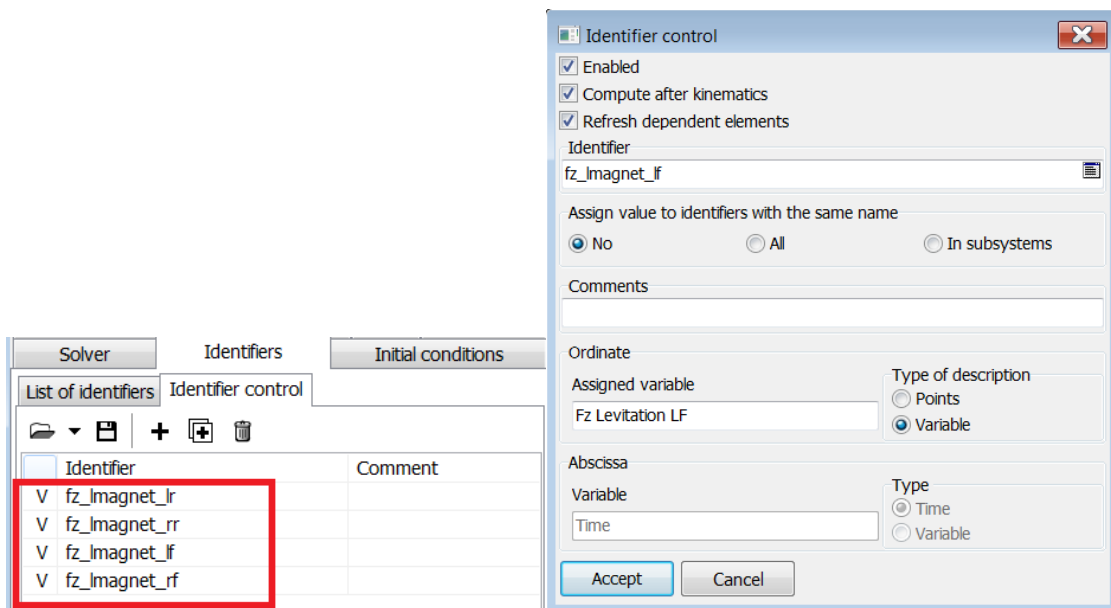 Solver Identifiers Initial conditions
List of identifiers Identifier control
Identifier Comment
V fz_lmagnet_lr
V fz_lmagnet_rr
V fz_lmagnet_lf
V fz_lmagnet_rf
Identifier control
Enabled
Compute after kinematics
Refresh dependent elements
Identifier
fz_lmagnet_lf
Assign value to identifiers with the same name
No All In subsystems
Comments
Ordinate
Assigned variable
Fz Levitation LF
Type of description
Points
Variable
Abscissa
Variable
Time
Type
Time
Variable
Accept Cancel